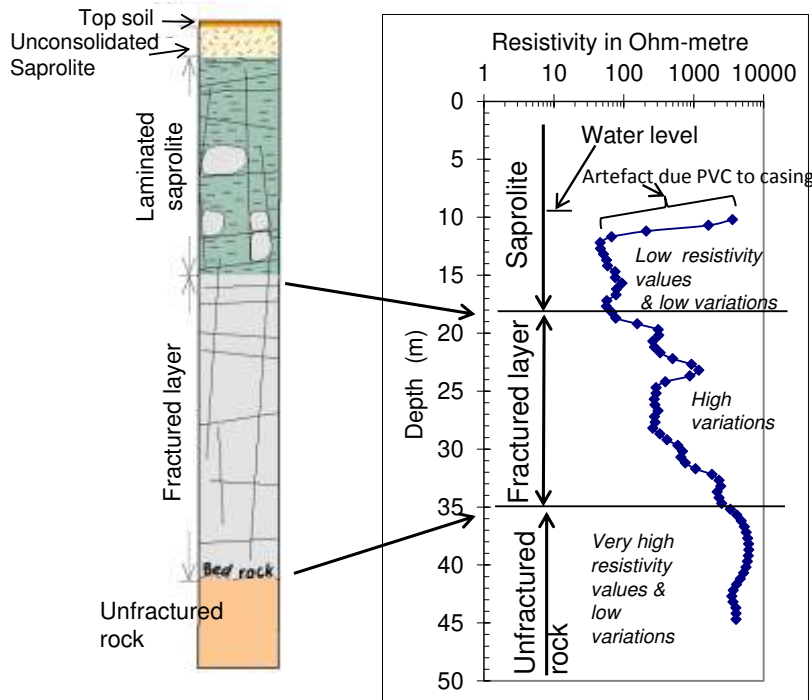 Top soil
Unconsolidated
Saprolite
Laminated
saprolite
Fractured layer
Bed rock
Unfractured
rock
Resistivity in Ohm-metre
1 10 100 1000 10000
Depth (m)
0
5
10
15
20
25
30
35
40
45
50
Water level
Artefact due PVC to casing
Saprolite
Low resistivity
values
& low variations
Fractured layer
High
variations
Unfractured
rock
Very high
resistivity
values &
low
variations